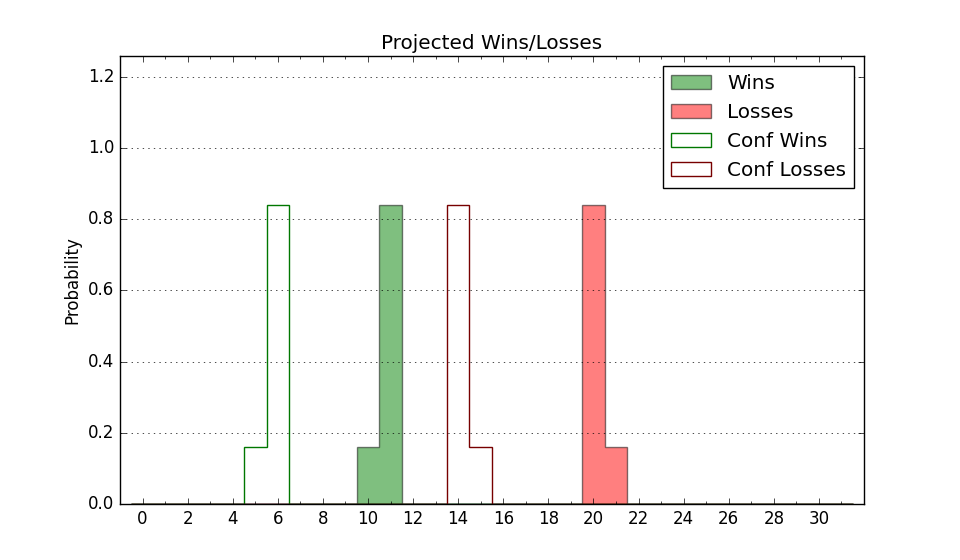 Projected Wins/Losses
Wins
Losses
Conf Wins
Conf Losses
Probability
1.2
1.0
0.8
0.6
0.4
0.2
0.0
0 2 4 6 8 10 12 14 16 18 20 22 24 26 28 30